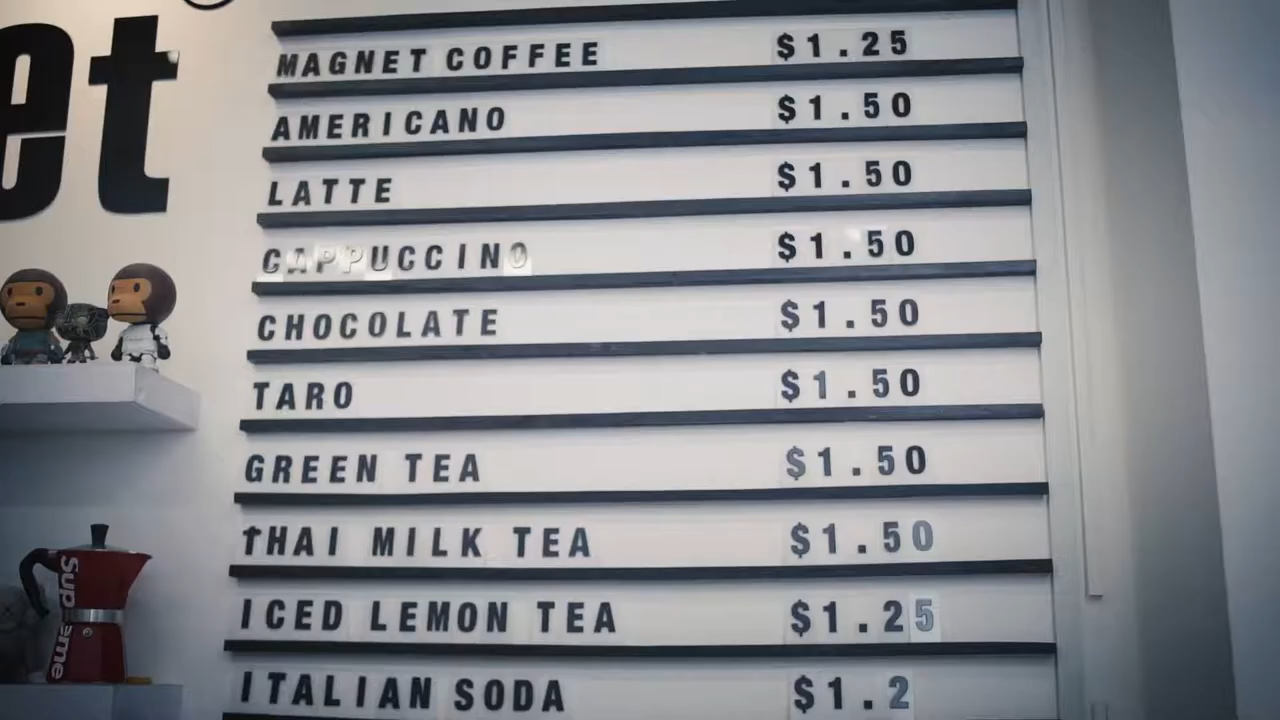 et
MAGNET COFFEE $1.25
AMERICANO $1.50
LATTE $1.50
CAPPUCCINO $1.50
CHOCOLATE $1.50
TARO $1.50
GREEN TEA $1.50
THAI MILK TEA $1.50
ICED LEMON TEA $1.25
ITALIAN SODA $1.2
Supreme